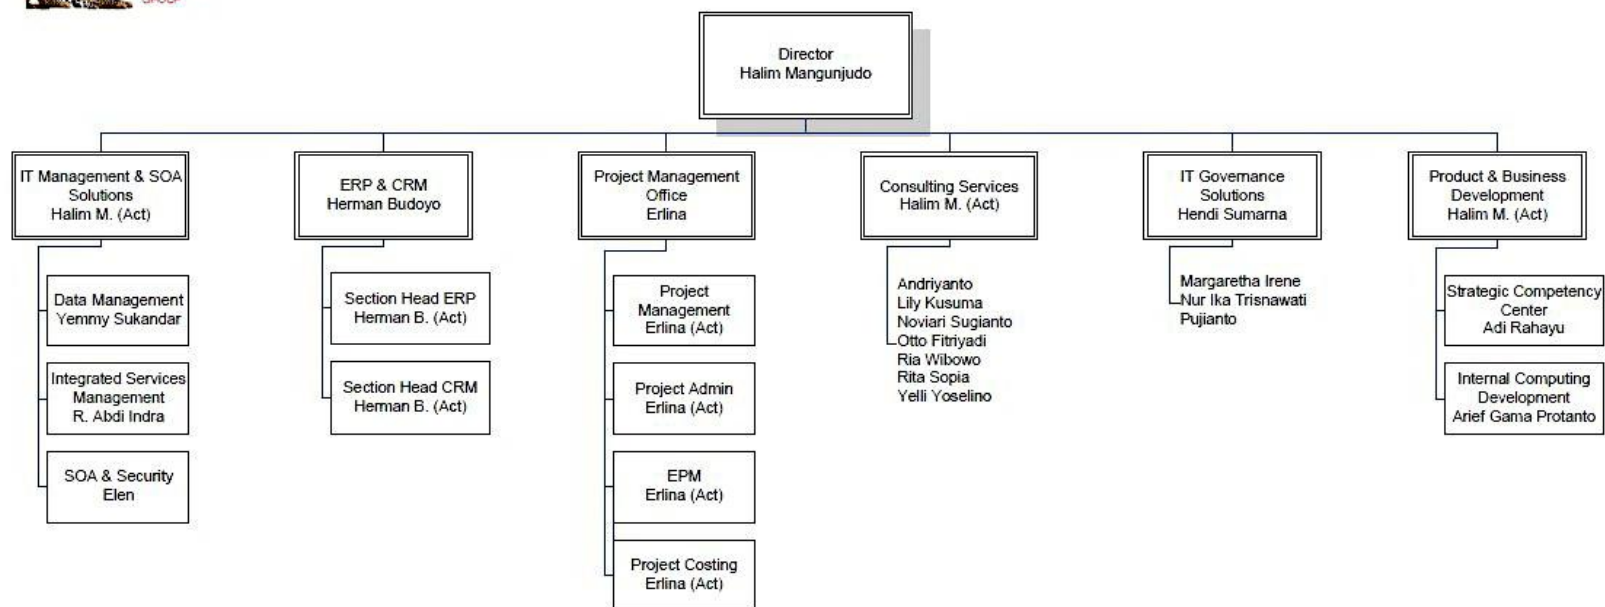 Director
Halim Mangunjudo
IT Management & SOA
Solutions
Halim M. (Act)
ERP & CRM
Herman Budoyo
Project Management
Office
Erlina
Consulting Services
Halim M. (Act)
IT Governance
Solutions
Hendi Sumarna
Product & Business
Development
Halim M. (Act)
Data Management
Yemmy Sukandar
Integrated Services
Management
R. Abdi Indra
SOA & Security
Elen
Section Head ERP
Herman B. (Act)
Section Head CRM
Herman B. (Act)
Project
Management
Erlina (Act)
Project Admin
Erlina (Act)
EPM
Erlina (Act)
Project Costing
Erlina (Act)
Andriyanto
Lily Kusuma
Noviari Sugianto
Otto Fitriyadi
Ria Wibowo
Rita Sopia
Yelli Yoselino
Margaretha Irene
Nur Ika Trisnawati
Pujianto
Strategic Competency
Center
Adi Rahayu
Internal Computing
Development
Arief Gama Protanto